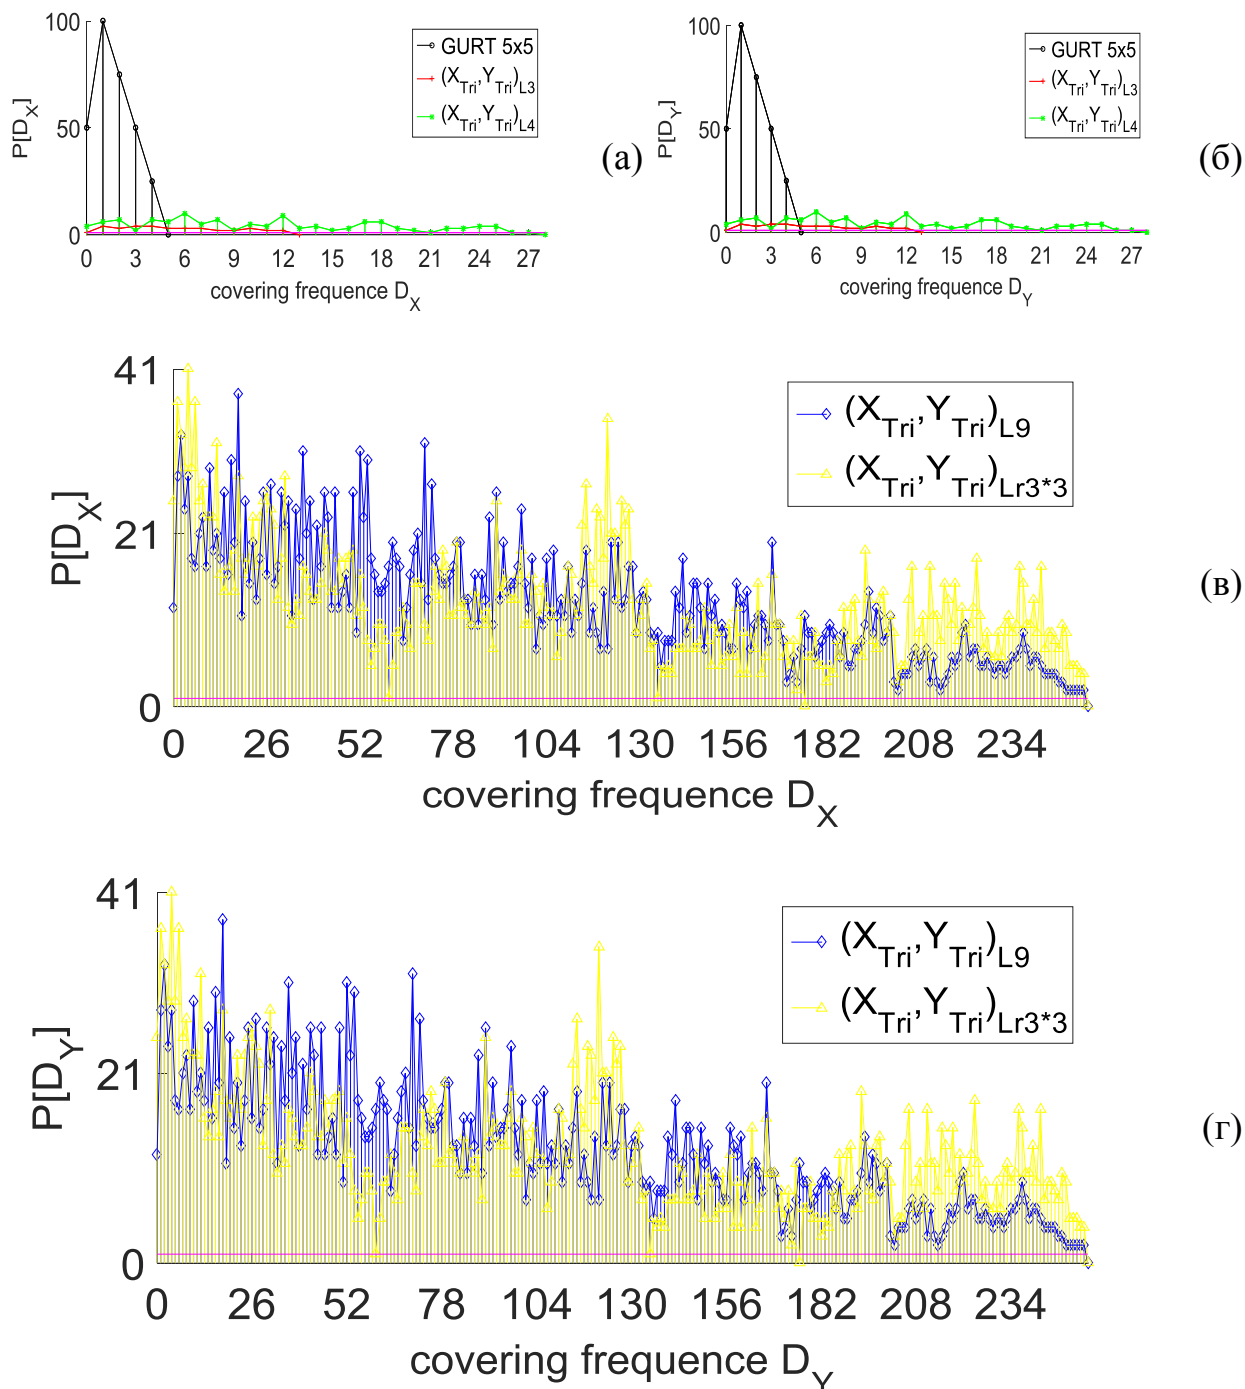 100
50
0
P[D_X]
0 3 6 9 12 15 18 21 24 27
covering frequence D_X
GURT 5x5
(X_Tri,Y_Tri)_L3
(X_Tri,Y_Tri)_L4
(а)
100
50
0
P[D_Y]
0 3 6 9 12 15 18 21 24 27
covering frequence D_Y
GURT 5x5
(X_Tri,Y_Tri)_L3
(X_Tri,Y_Tri)_L4
(б)
41
21
0
P[D_X]
0 26 52 78 104 130 156 182 208 234
covering frequence D_X
(X_Tri,Y_Tri)_L9
(X_Tri,Y_Tri)_Lr3*3
(в)
41
21
0
P[D_Y]
0 26 52 78 104 130 156 182 208 234
covering frequence D_Y
(X_Tri,Y_Tri)_L9
(X_Tri,Y_Tri)_Lr3*3
(г)